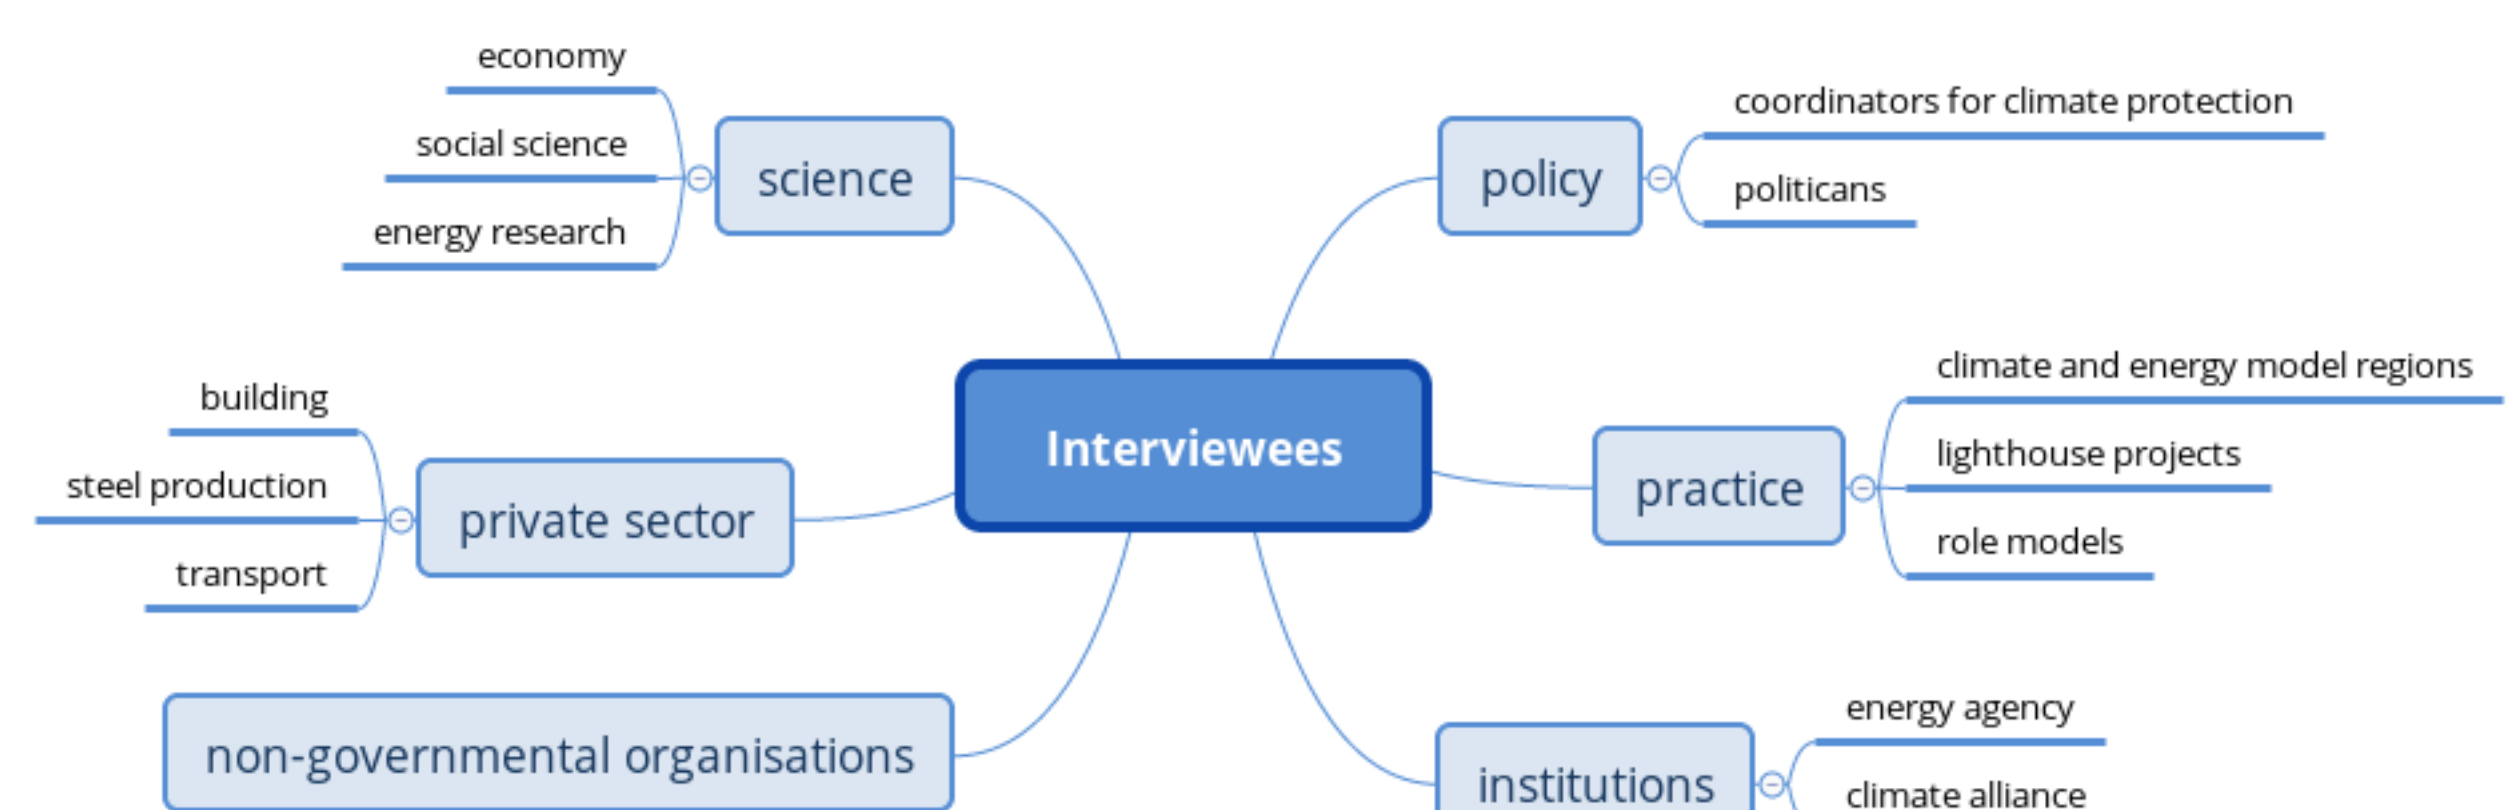 economy
social science
energy research
science
policy
coordinators for climate protection
politicans
Interviewees
building
steel production
transport
private sector
practice
climate and energy model regions
lighthouse projects
role models
non-governmental organisations
institutions
energy agency
climate alliance